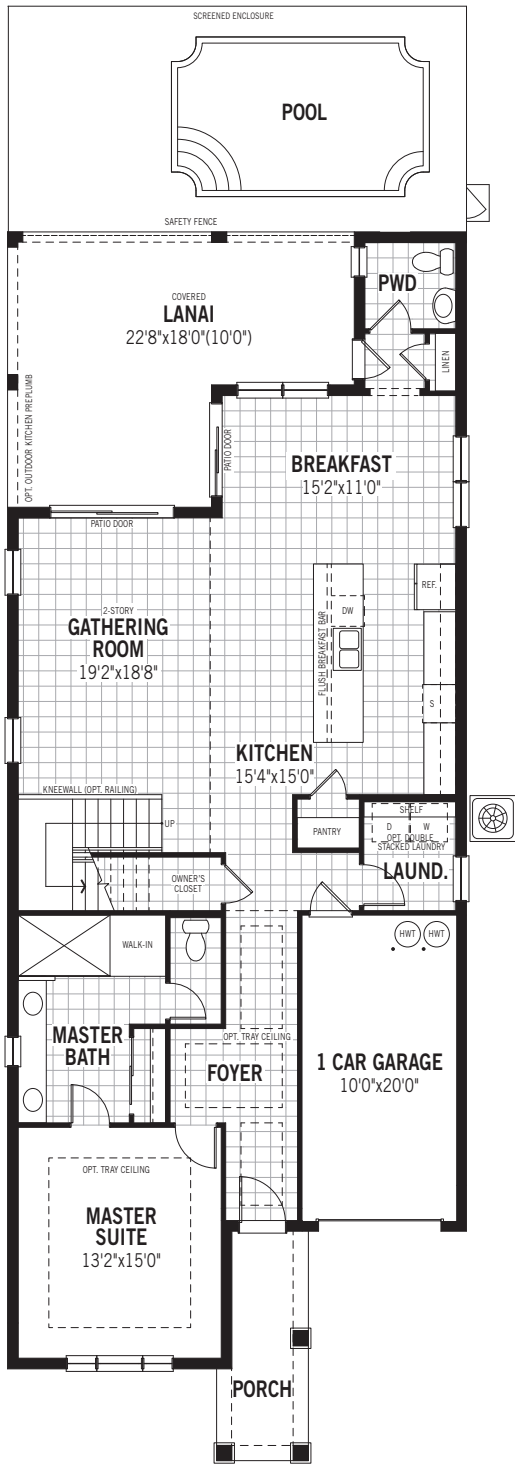 SCREENED ENCLOSURE
POOL
SAFETY FENCE
PWD
COVERED
LANAI
22'8"x18'0"(10'0")
LINEN
OPT. OUTDOOR KITCHEN PREPLUMB
PATIO DOOR
BREAKFAST
15'2"x11'0"
PATIO DOOR
REF.
2-STORY
GATHERING
ROOM
19'2"x18'8"
DW
FLUSH BREAKFAST BAR
S
KITCHEN
15'4"x15'0"
KNEEWALL (OPT. RAILING)
UP
SHELF
D
W
OPT. DOUBLE
STACKED LAUNDRY
PANTRY
LAUND.
OWNER'S
CLOSET
WALK-IN
HWT
HWT
MASTER
BATH
OPT. TRAY CEILING
FOYER
1 CAR GARAGE
10'0"x20'0"
OPT. TRAY CEILING
MASTER
SUITE
13'2"x15'0"
PORCH